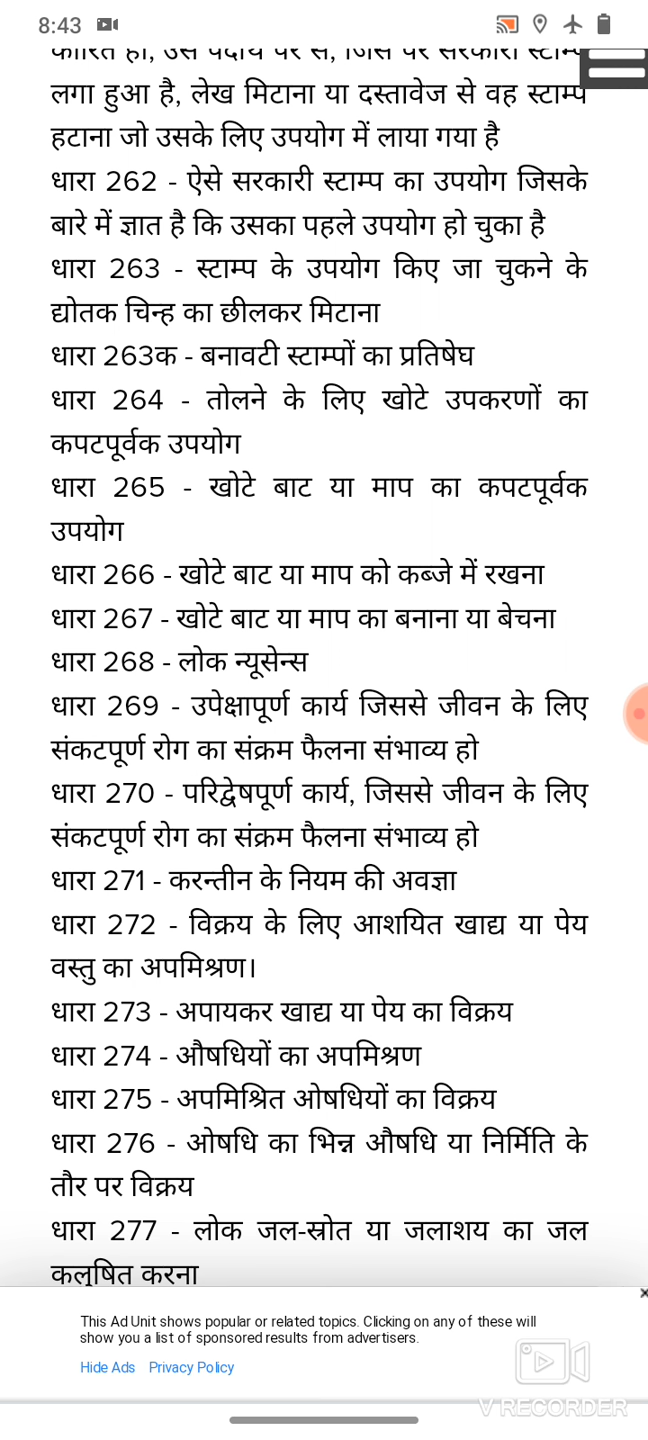 8:43
लगा हुआ है, लेख मिटाना या दस्तावेज से वह स्टाम्प
हटाना जो उसके लिए उपयोग में लाया गया है
धारा 262 - ऐसे सरकारी स्टाम्प का उपयोग जिसके
बारे में ज्ञात है कि उसका पहले उपयोग हो चुका है
धारा 263 - स्टाम्प के उपयोग किए जा चुकने के
द्योतक चिन्ह का छीलकर मिटाना
धारा 263क - बनावटी स्टाम्पों का प्रतिषेघ
धारा 264 - तोलने के लिए खोटे उपकरणों का
कपटपूर्वक उपयोग
धारा 265 - खोटे बाट या माप का कपटपूर्वक
उपयोग
धारा 266 - खोटे बाट या माप को कब्जे में रखना
धारा 267 - खोटे बाट या माप का बनाना या बेचना
धारा 268 - लोक न्यूसेन्स
धारा 269 - उपेक्षापूर्ण कार्य जिससे जीवन के लिए
संकटपूर्ण रोग का संक्रम फैलना संभाव्य हो
धारा 270 - परिद्वेषपूर्ण कार्य, जिससे जीवन के लिए
संकटपूर्ण रोग का संक्रम फैलना संभाव्य हो
धारा 271 - करन्तीन के नियम की अवज्ञा
धारा 272 - विक्रय के लिए आशयित खाद्य या पेय
वस्तु का अपमिश्रण।
धारा 273 - अपायकर खाद्य या पेय का विक्रय
धारा 274 - औषधियों का अपमिश्रण
धारा 275 - अपमिश्रित ओषधियों का विक्रय
धारा 276 - ओषधि का भिन्न औषधि या निर्मिति के
तौर पर विक्रय
धारा 277 - लोक जल-स्रोत या जलाशय का जल
कलुषित करना
This Ad Unit shows popular or related topics. Clicking on any of these will
show you a list of sponsored results from advertisers.
Hide Ads Privacy Policy
V RECORDER